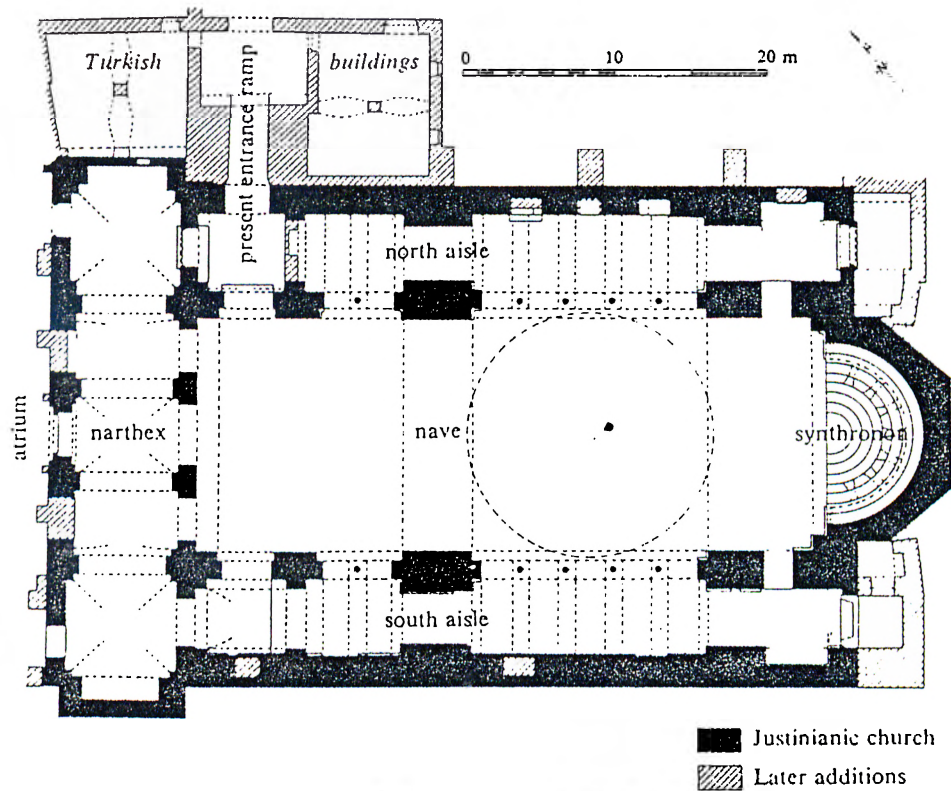 Turkish
present entrance ramp
buildings
0 10 20 m
north aisle
atrium
narthex
nave
synthronon
south aisle
Justinianic church
Later additions